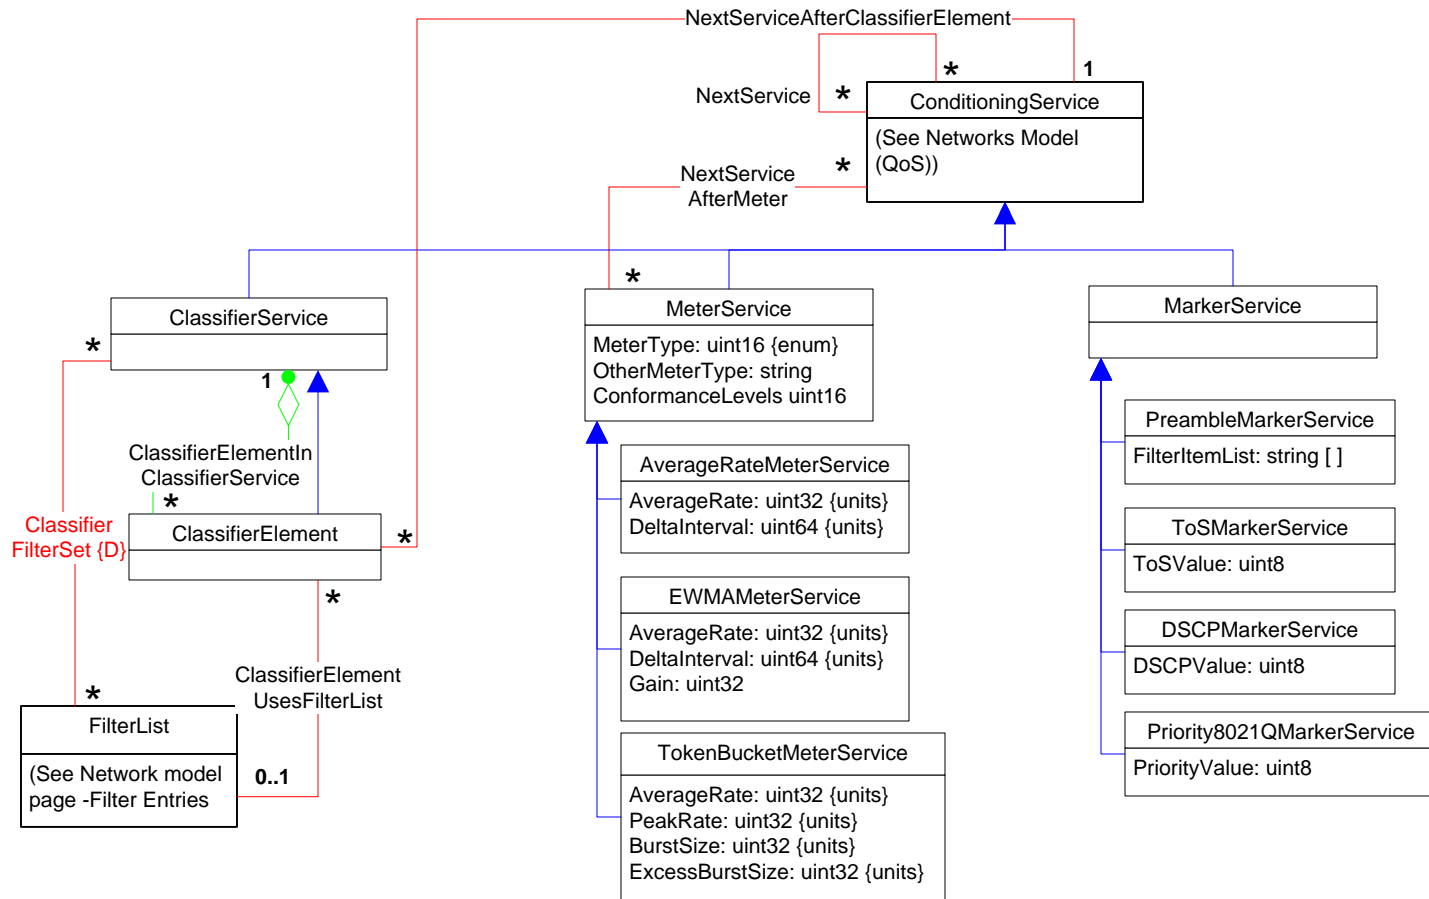 NextServiceAfterClassifierElement
*
1
NextService
*
ConditioningService
(See Networks Model
(QoS))
*
NextService
AfterMeter
*
ClassifierService
*
1
ClassifierElementIn
ClassifierService
*
Classifier
FilterSet {D}
ClassifierElement
*
*
ClassifierElement
UsesFilterList
*
FilterList
(See Network model
page -Filter Entries
0..1
MeterService
MeterType: uint16 {enum}
OtherMeterType: string
ConformanceLevels uint16
AverageRateMeterService
AverageRate: uint32 {units}
DeltaInterval: uint64 {units}
EWMAMeterService
AverageRate: uint32 {units}
DeltaInterval: uint64 {units}
Gain: uint32
TokenBucketMeterService
AverageRate: uint32 {units}
PeakRate: uint32 {units}
BurstSize: uint32 {units}
ExcessBurstSize: uint32 {units}
MarkerService
PreambleMarkerService
FilterItemList: string [ ]
ToSMarkerService
ToSValue: uint8
DSCPMarkerService
DSCPValue: uint8
Priority8021QMarkerService
PriorityValue: uint8